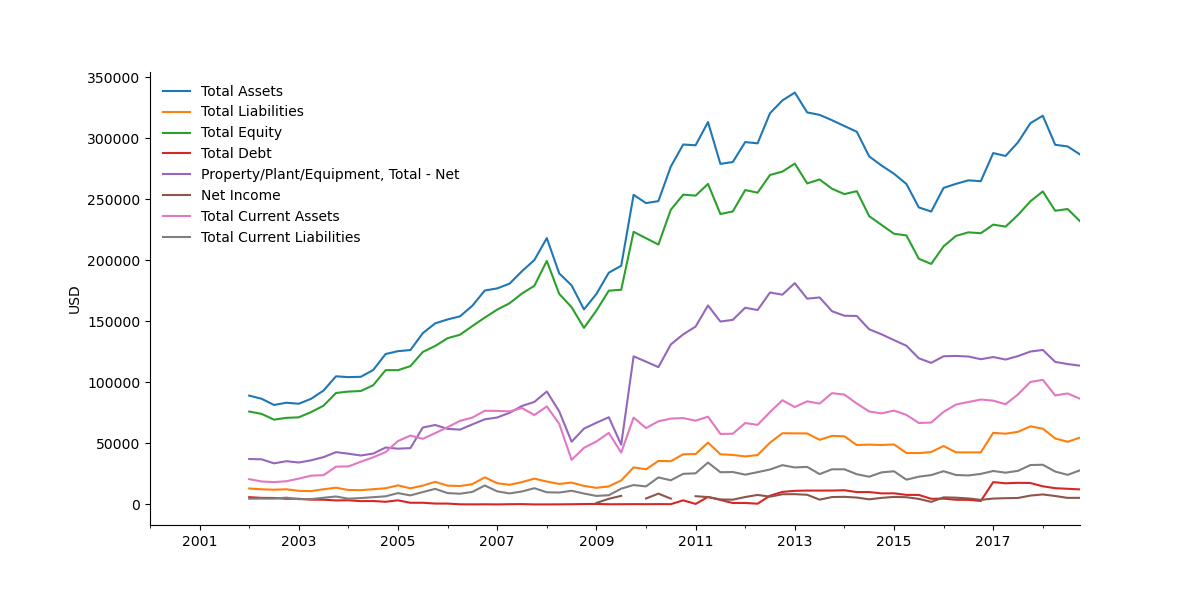 350000
300000
250000
200000
150000
100000
50000
0
USD
Total Assets
Total Liabilities
Total Equity
Total Debt
Property/Plant/Equipment, Total - Net
Net Income
Total Current Assets
Total Current Liabilities
2001 2003 2005 2007 2009 2011 2013 2015 2017